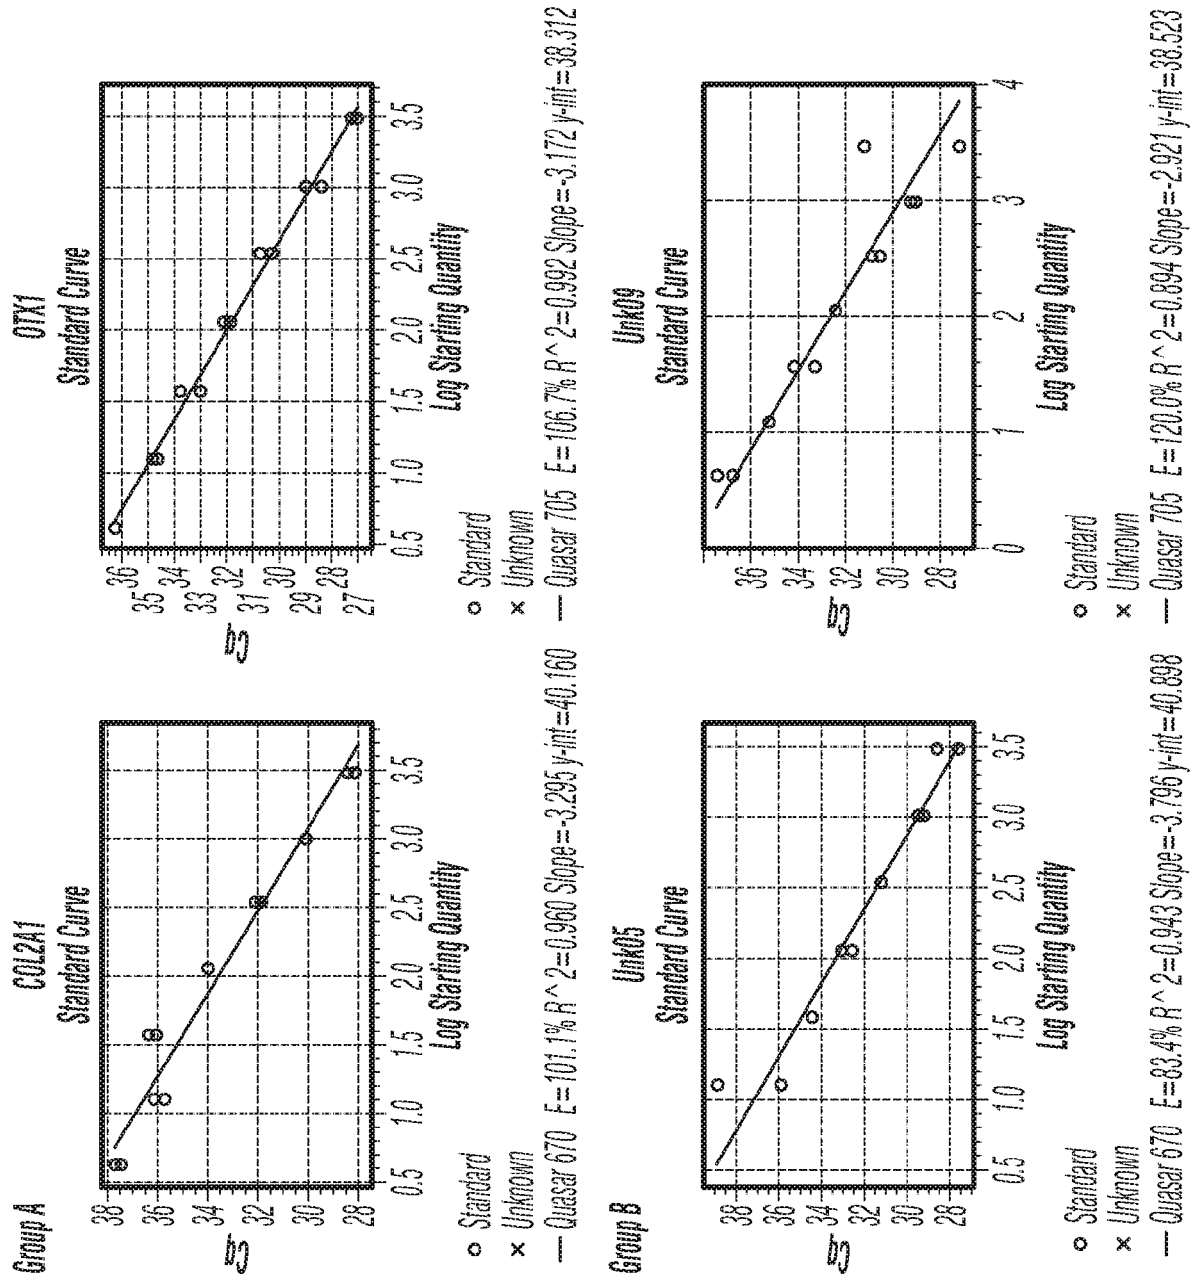 Group A
COL2A1
Standard Curve
Cq
38
36
34
32
30
28
0.5 1.0 1.5 2.0 2.5 3.0 3.5
Log Starting Quantity
Standard
× Unknown
Quasar 670 E=101.1% R^2=0.960 Slope=-3.295 y-int=40.160
OTX1
Standard Curve
Cq
36
35
34
33
32
31
30
29
28
27
0.5 1.0 1.5 2.0 2.5 3.0 3.5
Log Starting Quantity
Standard
× Unknown
Quasar 705 E=106.7% R^2=0.992 Slope=-3.172 y-int=38.312
Group B
Unk05
Standard Curve
Cq
38
36
34
32
30
28
0.5 1.0 1.5 2.0 2.5 3.0 3.5
Log Starting Quantity
Standard
× Unknown
Quasar 670 E=83.4% R^2=0.943 Slope=-3.796 y-int=40.898
Unk09
Standard Curve
Cq
36
34
32
30
28
0 1 2 3 4
Log Starting Quantity
Standard
× Unknown
Quasar 705 E=120.0% R^2=0.894 Slope=-2.921 y-int=38.523